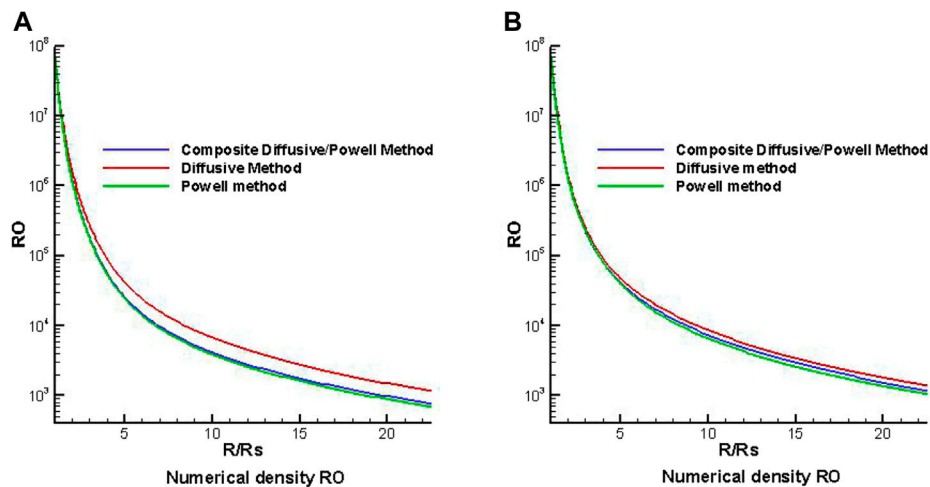 A
10⁸
10⁷
10⁶
10⁵
10⁴
10³
RO
Composite Diffusive/Powell Method
Diffusive Method
Powell method
5 10 15 20
R/Rs
Numerical density RO
B
10⁸
10⁷
10⁶
10⁵
10⁴
10³
RO
Composite Diffusive/Powell Method
Diffusive method
Powell method
5 10 15 20
R/Rs
Numerical density RO